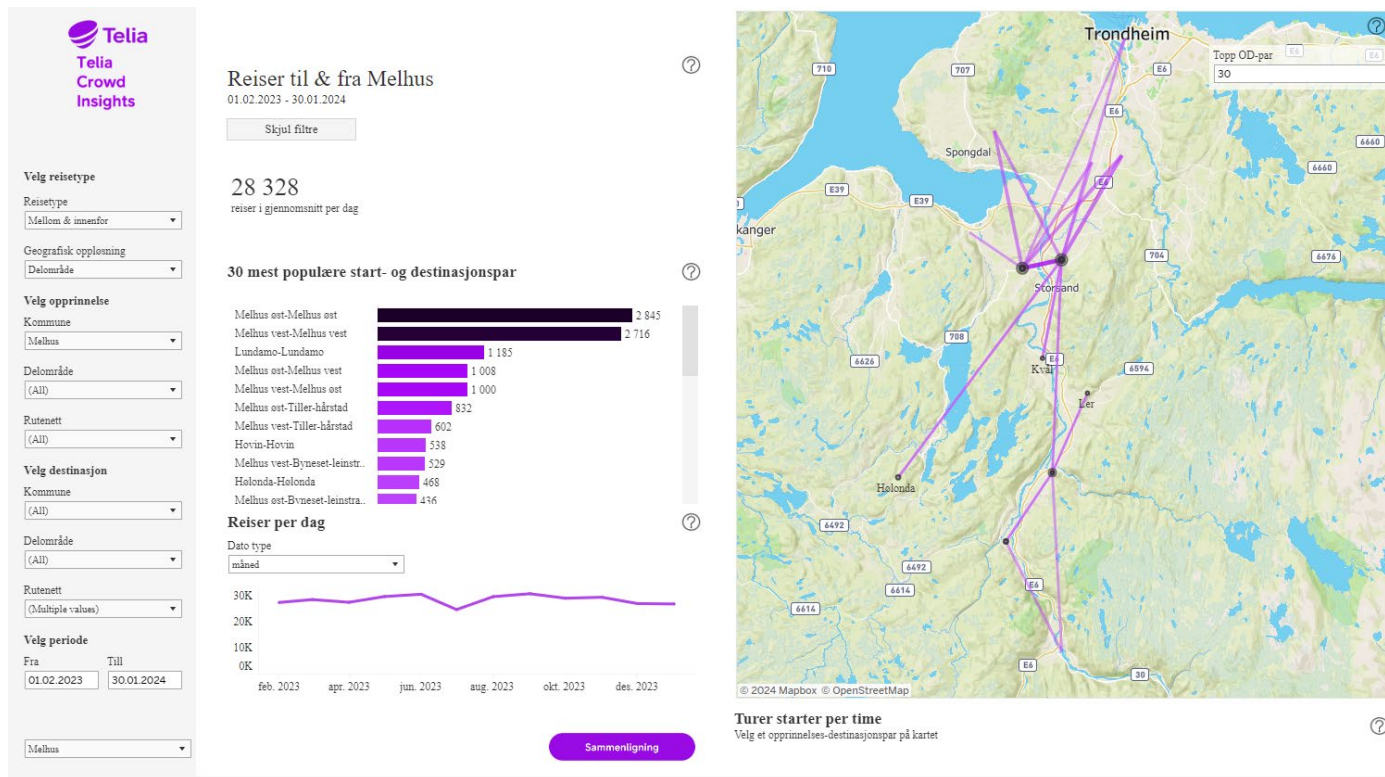 Telia
Telia
Crowd
Insights
Velg reisetype
Reisetype
Mellom & innenfor
Geografisk oppløsning
Delområde
Velg opprinnelse
Kommune
Melhus
Delområde
(All)
Rutenett
(All)
Velg destinasjon
Kommune
(All)
Delområde
(All)
Rutenett
(Multiple values)
Velg periode
Fra Till
01.02.2023 30.01.2024
Melhus
Reiser til & fra Melhus
01.02.2023 - 30.01.2024
Skjul filtre
28 328
reiser i gjennomsnitt per dag
30 mest populære start- og destinasjonspar
Melhus øst-Melhus øst 2 845
Melhus vest-Melhus vest 2 716
Lundamo-Lundamo 1 185
Melhus øst-Melhus vest 1 008
Melhus vest-Melhus øst 1 000
Melhus øst-Tiller-hårstad 832
Melhus vest-Tiller-hårstad 602
Hovin-Hovin 538
Melhus vest-Byneset-leinstr.. 529
Hølonda-Hølonda 468
Melhus øst-Byneset-leinstra.. 436
Reiser per dag
Dato type
måned
30K
20K
10K
0K
feb. 2023 apr. 2023 jun. 2023 aug. 2023 okt. 2023 des. 2023
Sammenligning
Trondheim
Topp OD-par
30
E6
E6
710
707
E6
E6
6660
6660
Spongdal
E6
E39
E39
kanger
704
6676
Storsand
708
6626
Kvål
E6
6594
Ler
Hølonda
6492
6492
6614
E6
6614
E6
30
© 2024 Mapbox © OpenStreetMap
Turer starter per time
Velg et opprinnelses-destinasjonspar på kartet